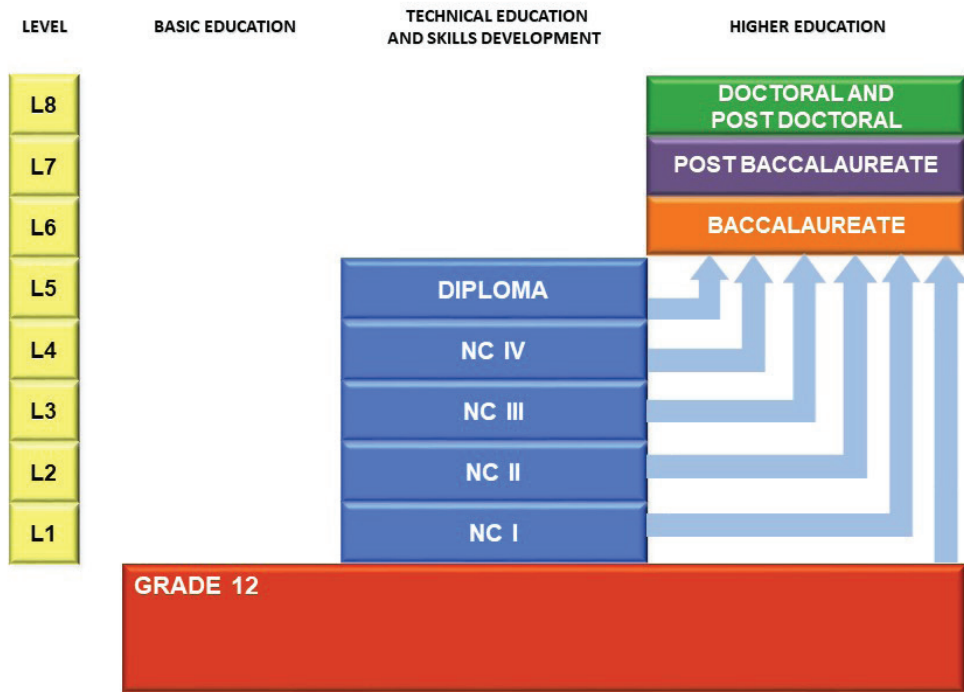 LEVEL
BASIC EDUCATION
TECHNICAL EDUCATION
AND SKILLS DEVELOPMENT
HIGHER EDUCATION
L8
DOCTORAL AND
POST DOCTORAL
L7
POST BACCALAUREATE
L6
BACCALAUREATE
L5
DIPLOMA
L4
NC IV
L3
NC III
L2
NC II
L1
NC I
GRADE 12